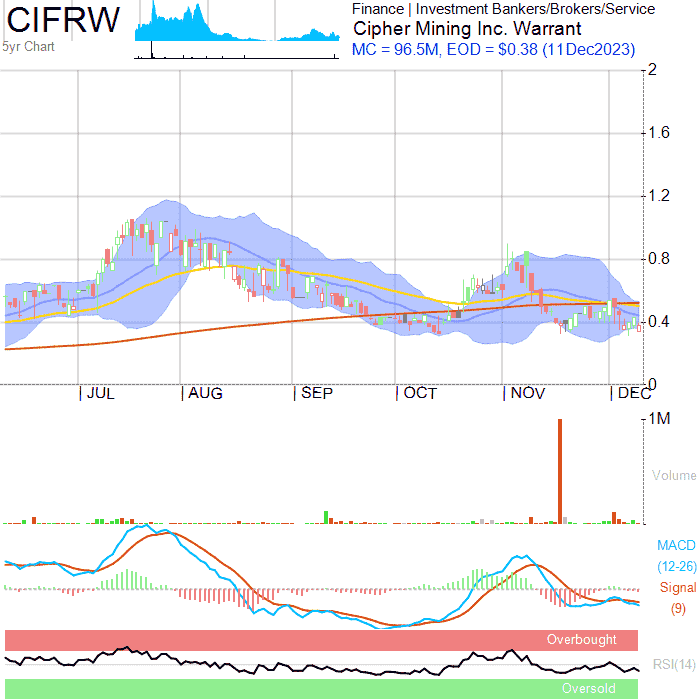 CIFRW
5yr Chart
Finance | Investment Bankers/Brokers/Service
Cipher Mining Inc. Warrant
MC = 96.5M, EOD = $0.38 (11Dec2023)
2
1.6
1.2
0.8
0.4
0
JUL
AUG
SEP
OCT
NOV
DEC
1M
Volume
MACD
(12-26)
Signal
(9)
Overbought
RSI(14)
Oversold